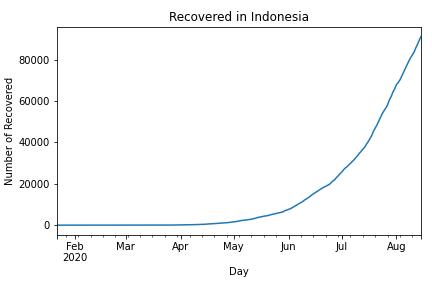 Recovered in Indonesia
Number of Recovered
80000
60000
40000
20000
0
Feb Mar Apr May Jun Jul Aug
2020
Day